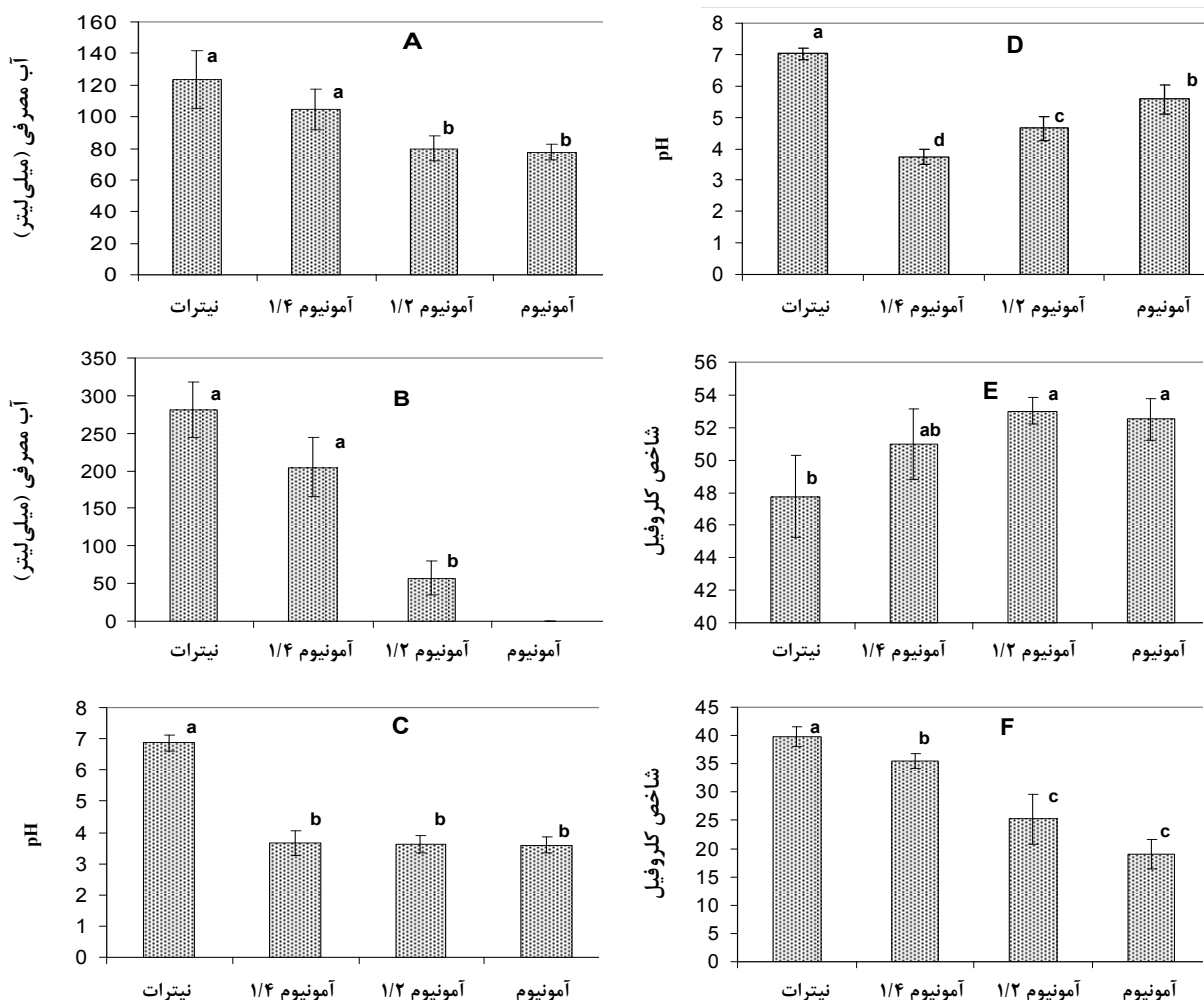 A
آب مصرفی (میلی‌لیتر)
160
140
120
100
80
60
40
20
0
a
a
b
b
نیترات
آمونیوم ۱/۴
آمونیوم ۱/۲
آمونیوم
B
آب مصرفی (میلی‌لیتر)
350
300
250
200
150
100
50
0
a
a
b
نیترات
آمونیوم ۱/۴
آمونیوم ۱/۲
آمونیوم
C
pH
8
7
6
5
4
3
2
1
0
a
b
b
b
نیترات
آمونیوم ۱/۴
آمونیوم ۱/۲
آمونیوم
D
pH
8
7
6
5
4
3
2
1
0
a
d
c
b
نیترات
آمونیوم ۱/۴
آمونیوم ۱/۲
آمونیوم
E
شاخص کلروفیل
56
54
52
50
48
46
44
42
40
b
ab
a
a
نیترات
آمونیوم ۱/۴
آمونیوم ۱/۲
آمونیوم
F
شاخص کلروفیل
45
40
35
30
25
20
15
10
5
0
a
b
c
c
نیترات
آمونیوم ۱/۴
آمونیوم ۱/۲
آمونیوم